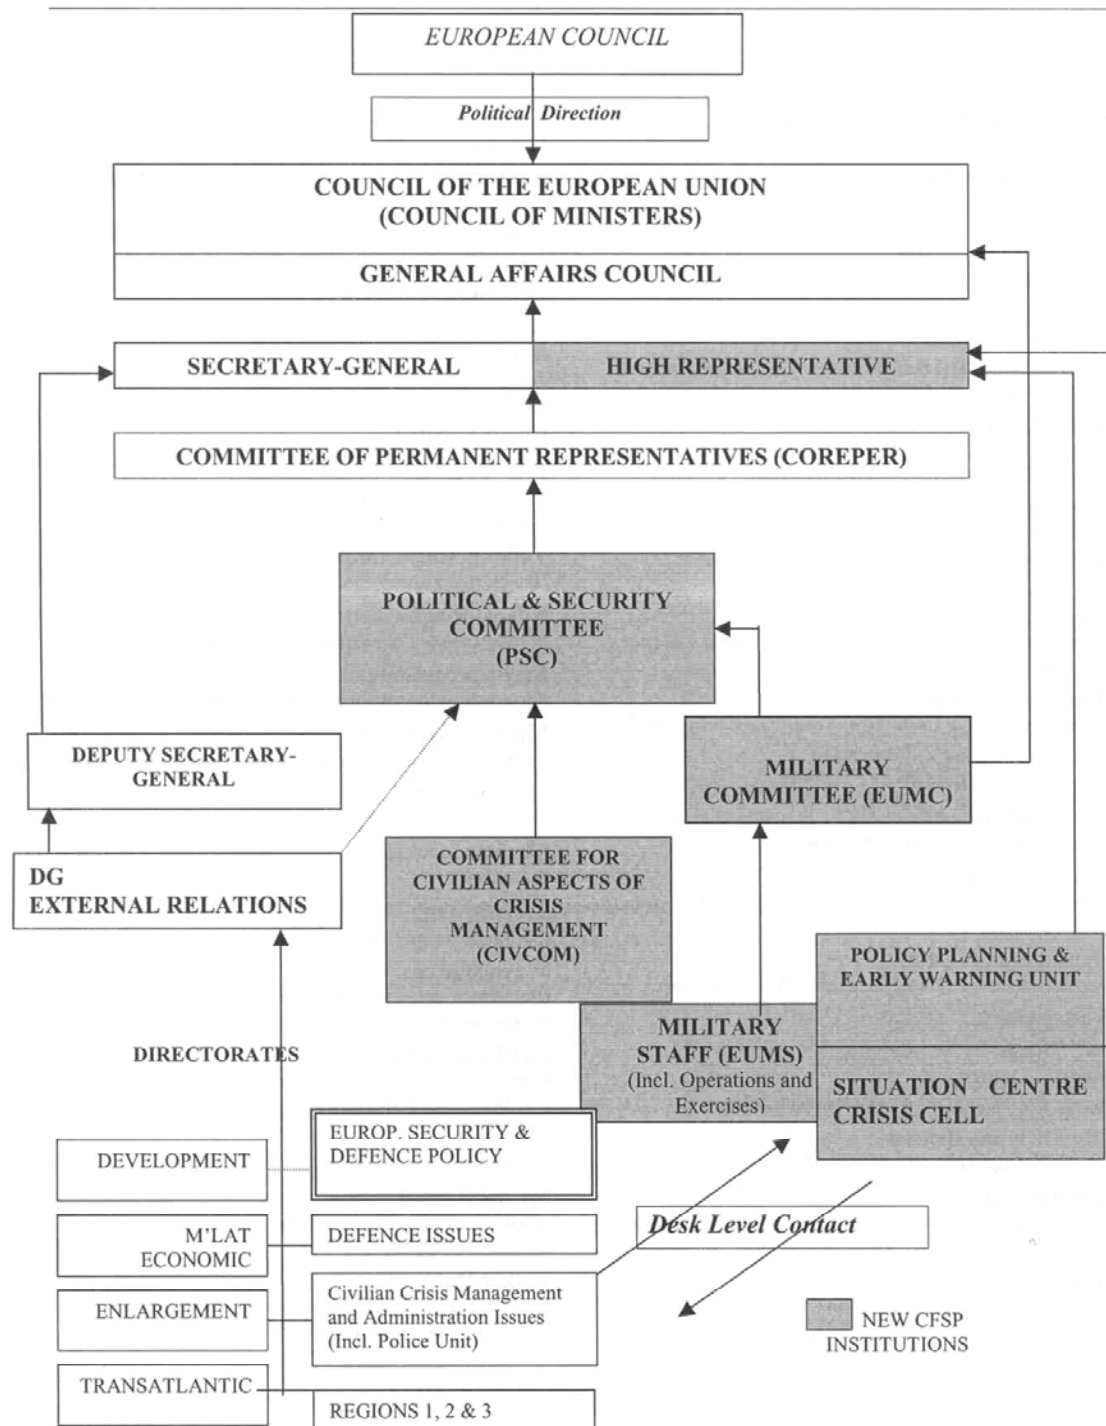 EUROPEAN COUNCIL
Political Direction
COUNCIL OF THE EUROPEAN UNION
(COUNCIL OF MINISTERS)
GENERAL AFFAIRS COUNCIL
SECRETARY-GENERAL
HIGH REPRESENTATIVE
COMMITTEE OF PERMANENT REPRESENTATIVES (COREPER)
POLITICAL & SECURITY
COMMITTEE
(PSC)
DEPUTY SECRETARY-
GENERAL
MILITARY
COMMITTEE (EUMC)
DG
EXTERNAL RELATIONS
COMMITTEE FOR
CIVILIAN ASPECTS OF
CRISIS
MANAGEMENT
(CIVCOM)
POLICY PLANNING &
EARLY WARNING UNIT
MILITARY
STAFF (EUMS)
(Incl. Operations and
Exercises)
SITUATION CENTRE
CRISIS CELL
DIRECTORATES
EUROP. SECURITY &
DEFENCE POLICY
DEVELOPMENT
M'LAT
ECONOMIC
DEFENCE ISSUES
Desk Level Contact
ENLARGEMENT
Civilian Crisis Management
and Administration Issues
(Incl. Police Unit)
NEW CFSP
INSTITUTIONS
TRANSATLANTIC
REGIONS 1, 2 & 3